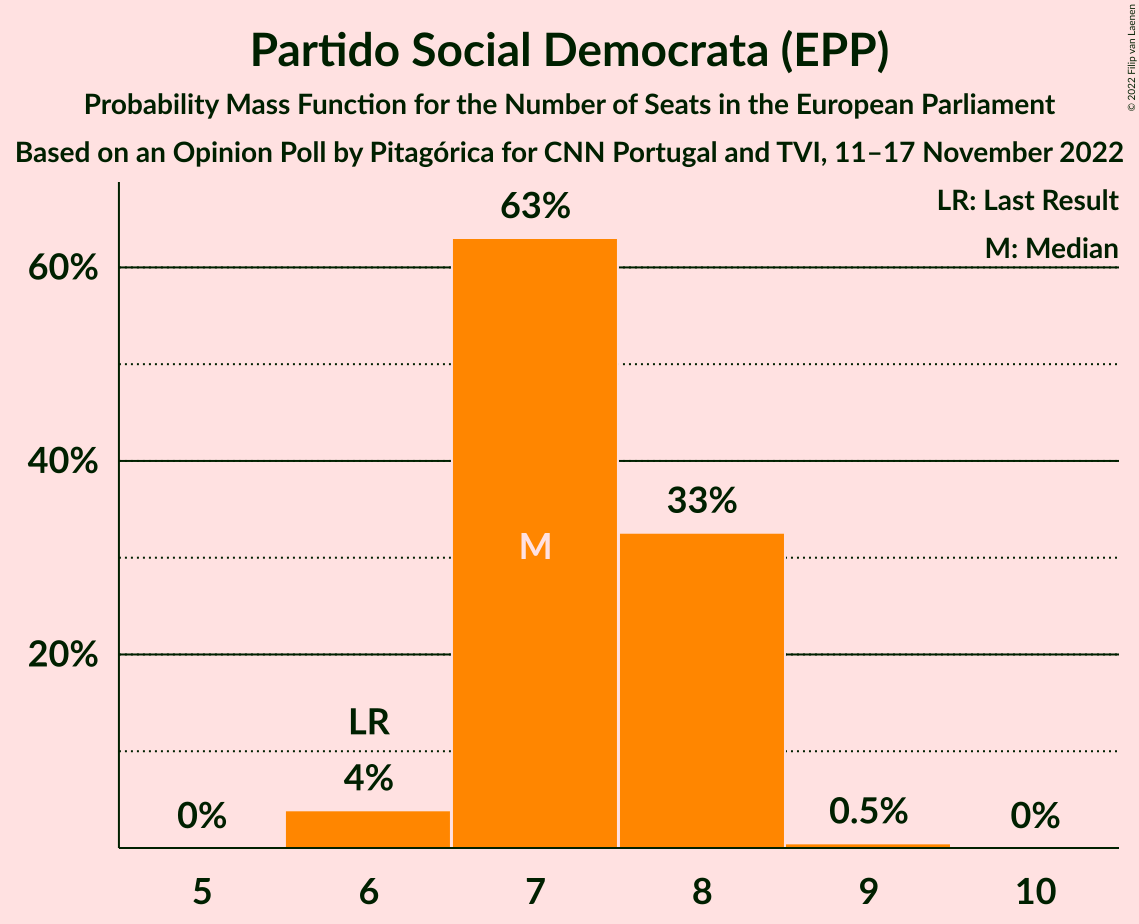 Partido Social Democrata (EPP)
Probability Mass Function for the Number of Seats in the European Parliament
Based on an Opinion Poll by Pitagórica for CNN Portugal and TVI, 11–17 November 2022
© 2022 Filip van Laenen
LR: Last Result
M: Median
63%
60%
40%
33%
M
20%
LR
4%
0%
0.5%
0%
5 6 7 8 9 10